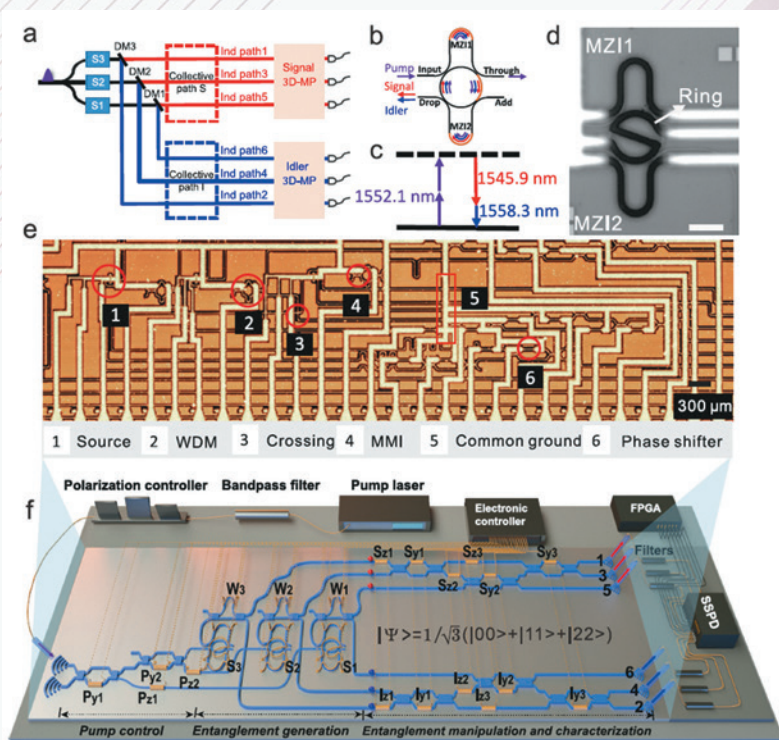 a
S3
S2
S1
DM3
DM2
DM1
Collective
path S
Collective
path I
Ind path1
Ind path3
Ind path5
Ind path6
Ind path4
Ind path2
Signal
3D-MP
Idler
3D-MP
b
MZI1
Pump
Input
Through
Signal
Idler
Drop
Add
MZI2
c
1552.1 nm
1545.9 nm
1558.3 nm
d
MZI1
Ring
MZI2
e
1
2
3
4
5
6
300 µm
1 Source 2 WDM 3 Crossing 4 MMI 5 Common ground 6 Phase shifter
f
Polarization controller
Bandpass filter
Pump laser
Electronic
controller
FPGA
Filters
SSPD
Sz1
Sy1
Sz3
Sy3
Sz2
Sy2
1
3
5
W3
W2
W1
S3
S2
S1
|Ψ>=1/√3(|00>+|11>+|22>)
Py1
Py2
Pz1
Pz2
Iz1
Iy1
Iz2
Iy2
Iz3
Iy3
6
4
2
Pump control
Entanglement generation
Entanglement manipulation and characterization